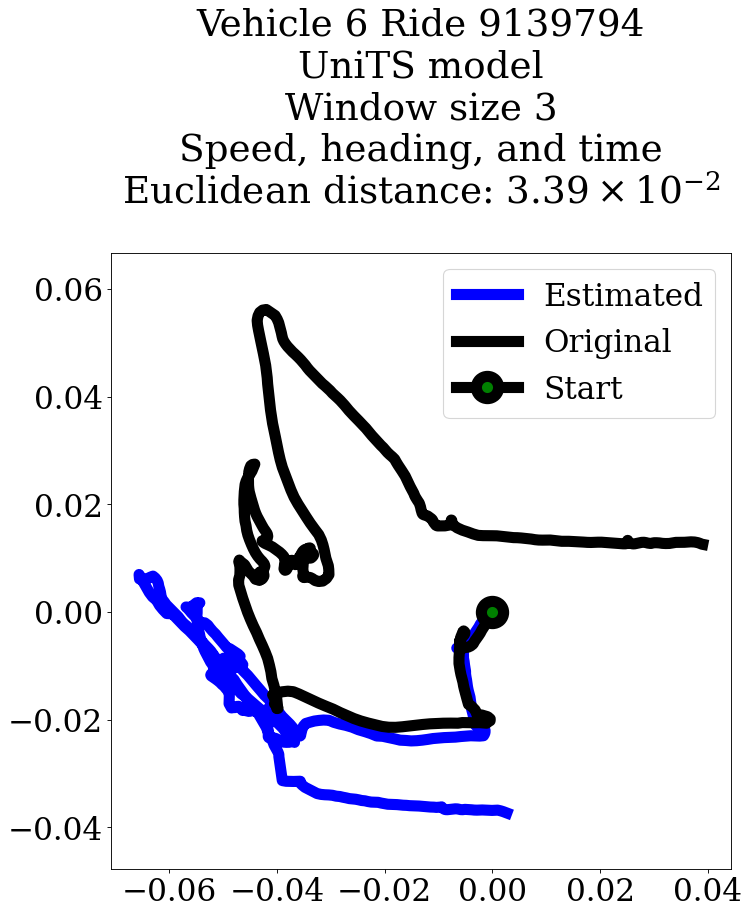 Vehicle 6 Ride 9139794
UniTS model
Window size 3
Speed, heading, and time
Euclidean distance: 3.39 × 10⁻²
Estimated
Original
Start
0.06
0.04
0.02
0.00
−0.02
−0.04
−0.06 −0.04 −0.02 0.00 0.02 0.04